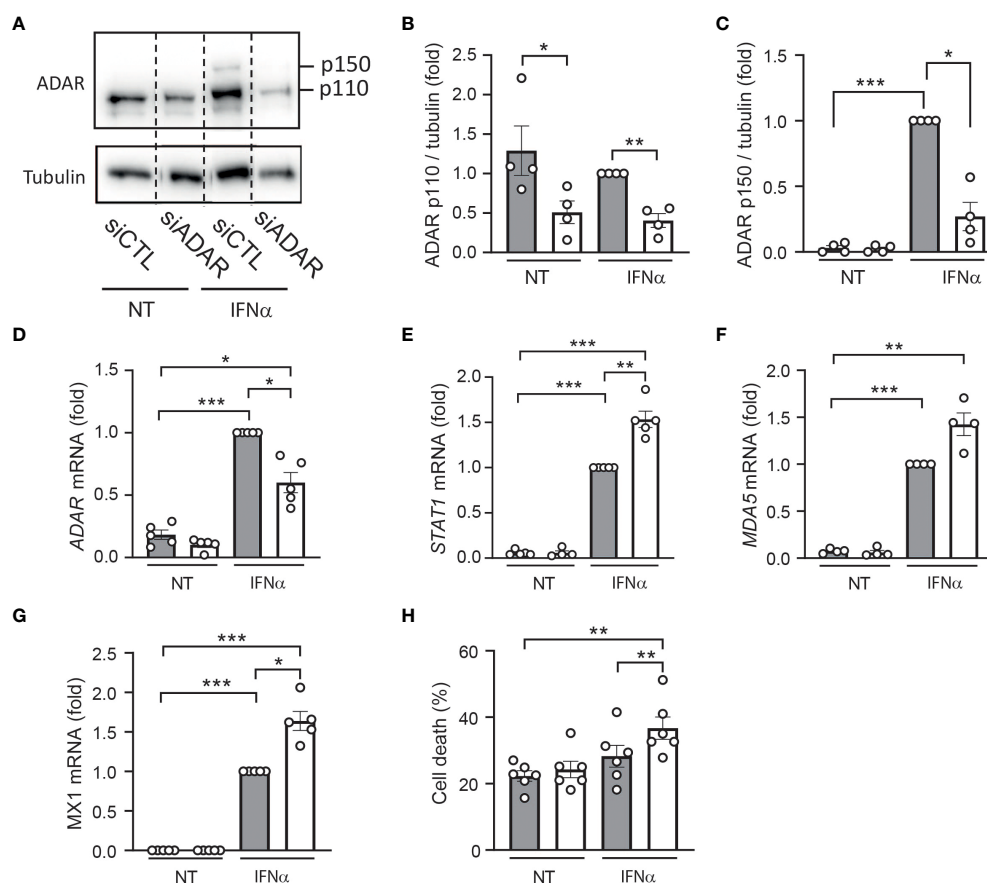 A
ADAR
p150
p110
Tubulin
siCTL
siADAR
siCTL
siADAR
NT
IFNα
B
ADAR p110 / tubulin (fold)
2.5
2.0
1.5
1.0
0.5
0.0
*
**
NT
IFNα
C
ADAR p150 / tubulin (fold)
1.5
1.0
0.5
0.0
***
*
NT
IFNα
D
ADAR mRNA (fold)
1.5
1.0
0.5
0.0
*
*
***
NT
IFNα
E
STAT1 mRNA (fold)
2.0
1.5
1.0
0.5
0.0
***
**
***
NT
IFNα
F
MDA5 mRNA (fold)
2.0
1.5
1.0
0.5
0.0
**
***
NT
IFNα
G
MX1 mRNA (fold)
2.5
2.0
1.5
1.0
0.5
0.0
***
*
***
NT
IFNα
H
Cell death (%)
60
40
20
0
**
**
NT
IFNα